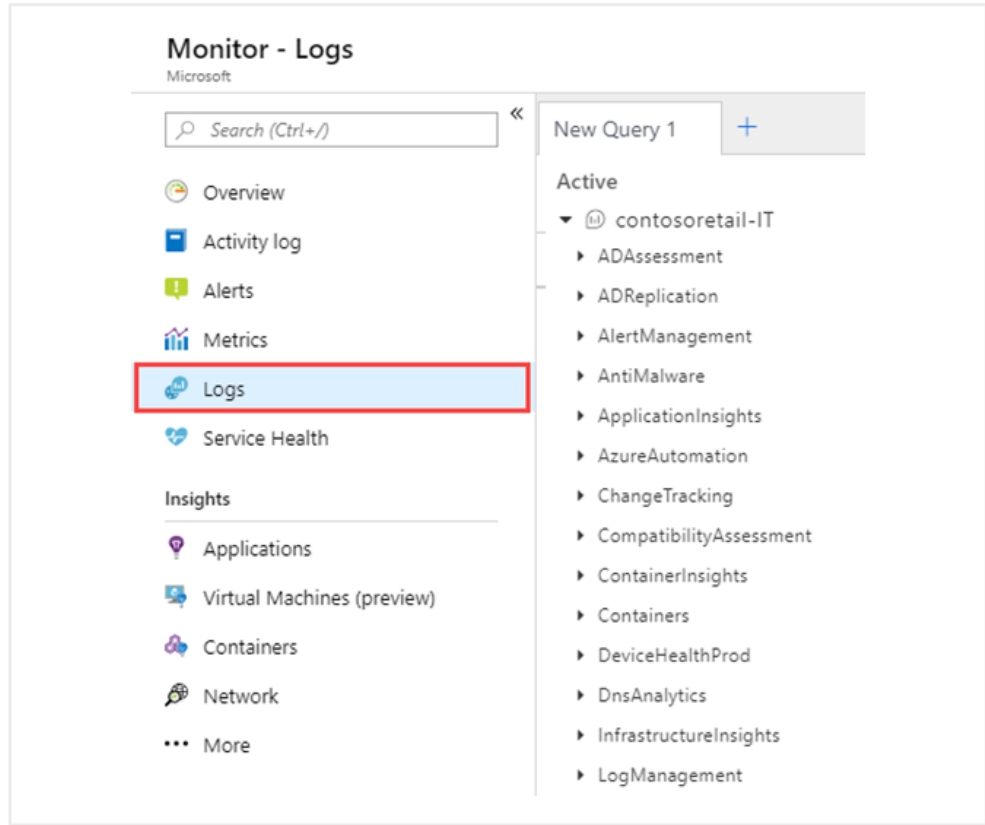 Monitor - Logs
Microsoft
Search (Ctrl+/)
«
Overview
Activity log
Alerts
Metrics
Logs
Service Health
Insights
Applications
Virtual Machines (preview)
Containers
Network
More
New Query 1
+
Active
contosoretail-IT
ADAssessment
ADReplication
AlertManagement
AntiMalware
ApplicationInsights
AzureAutomation
ChangeTracking
CompatibilityAssessment
ContainerInsights
Containers
DeviceHealthProd
DnsAnalytics
InfrastructureInsights
LogManagement